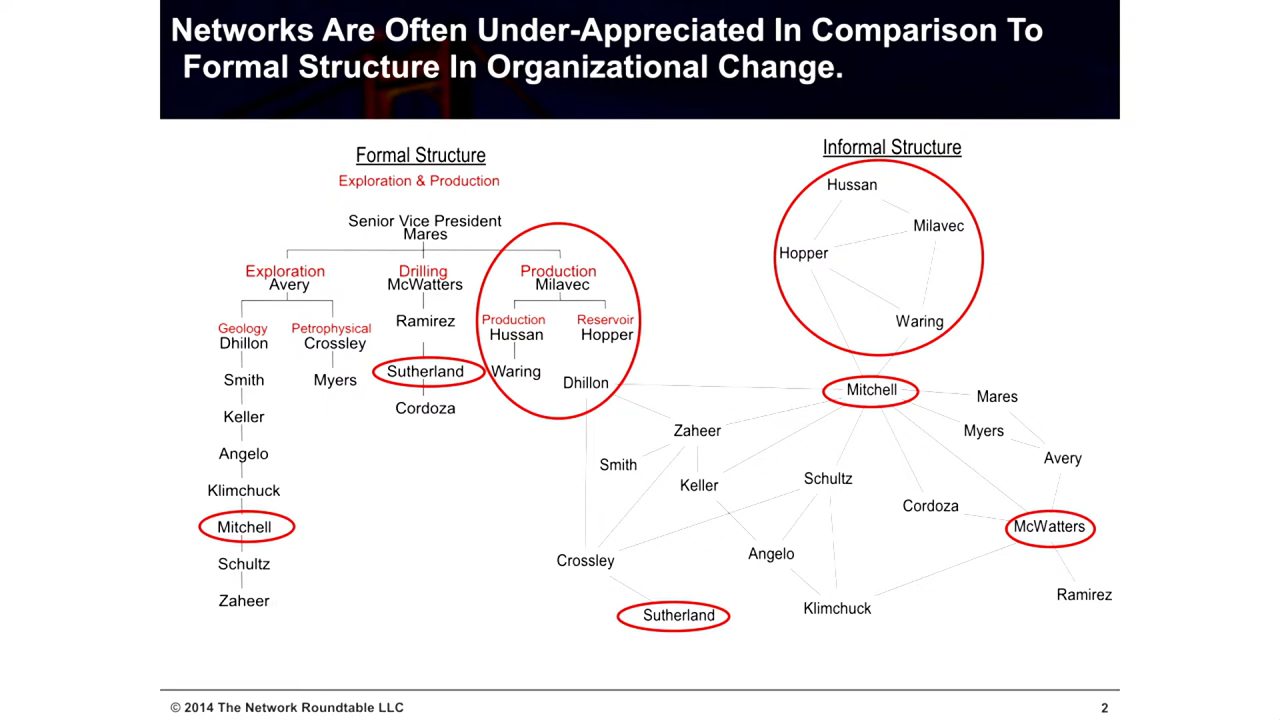 Networks Are Often Under-Appreciated In Comparison To
Formal Structure In Organizational Change.
Formal Structure
Exploration & Production
Senior Vice President
Mares
Exploration
Avery
Drilling
McWatters
Production
Milavec
Geology
Dhillon
Petrophysical
Crossley
Ramirez
Production
Hussan
Reservoir
Hopper
Smith
Myers
Sutherland
Waring
Keller
Cordoza
Angelo
Klimchuck
Mitchell
Schultz
Zaheer
Informal Structure
Hussan
Milavec
Hopper
Waring
Dhillon
Mitchell
Mares
Zaheer
Myers
Smith
Avery
Keller
Schultz
Cordoza
McWatters
Crossley
Angelo
Ramirez
Klimchuck
Sutherland
© 2014 The Network Roundtable LLC
2